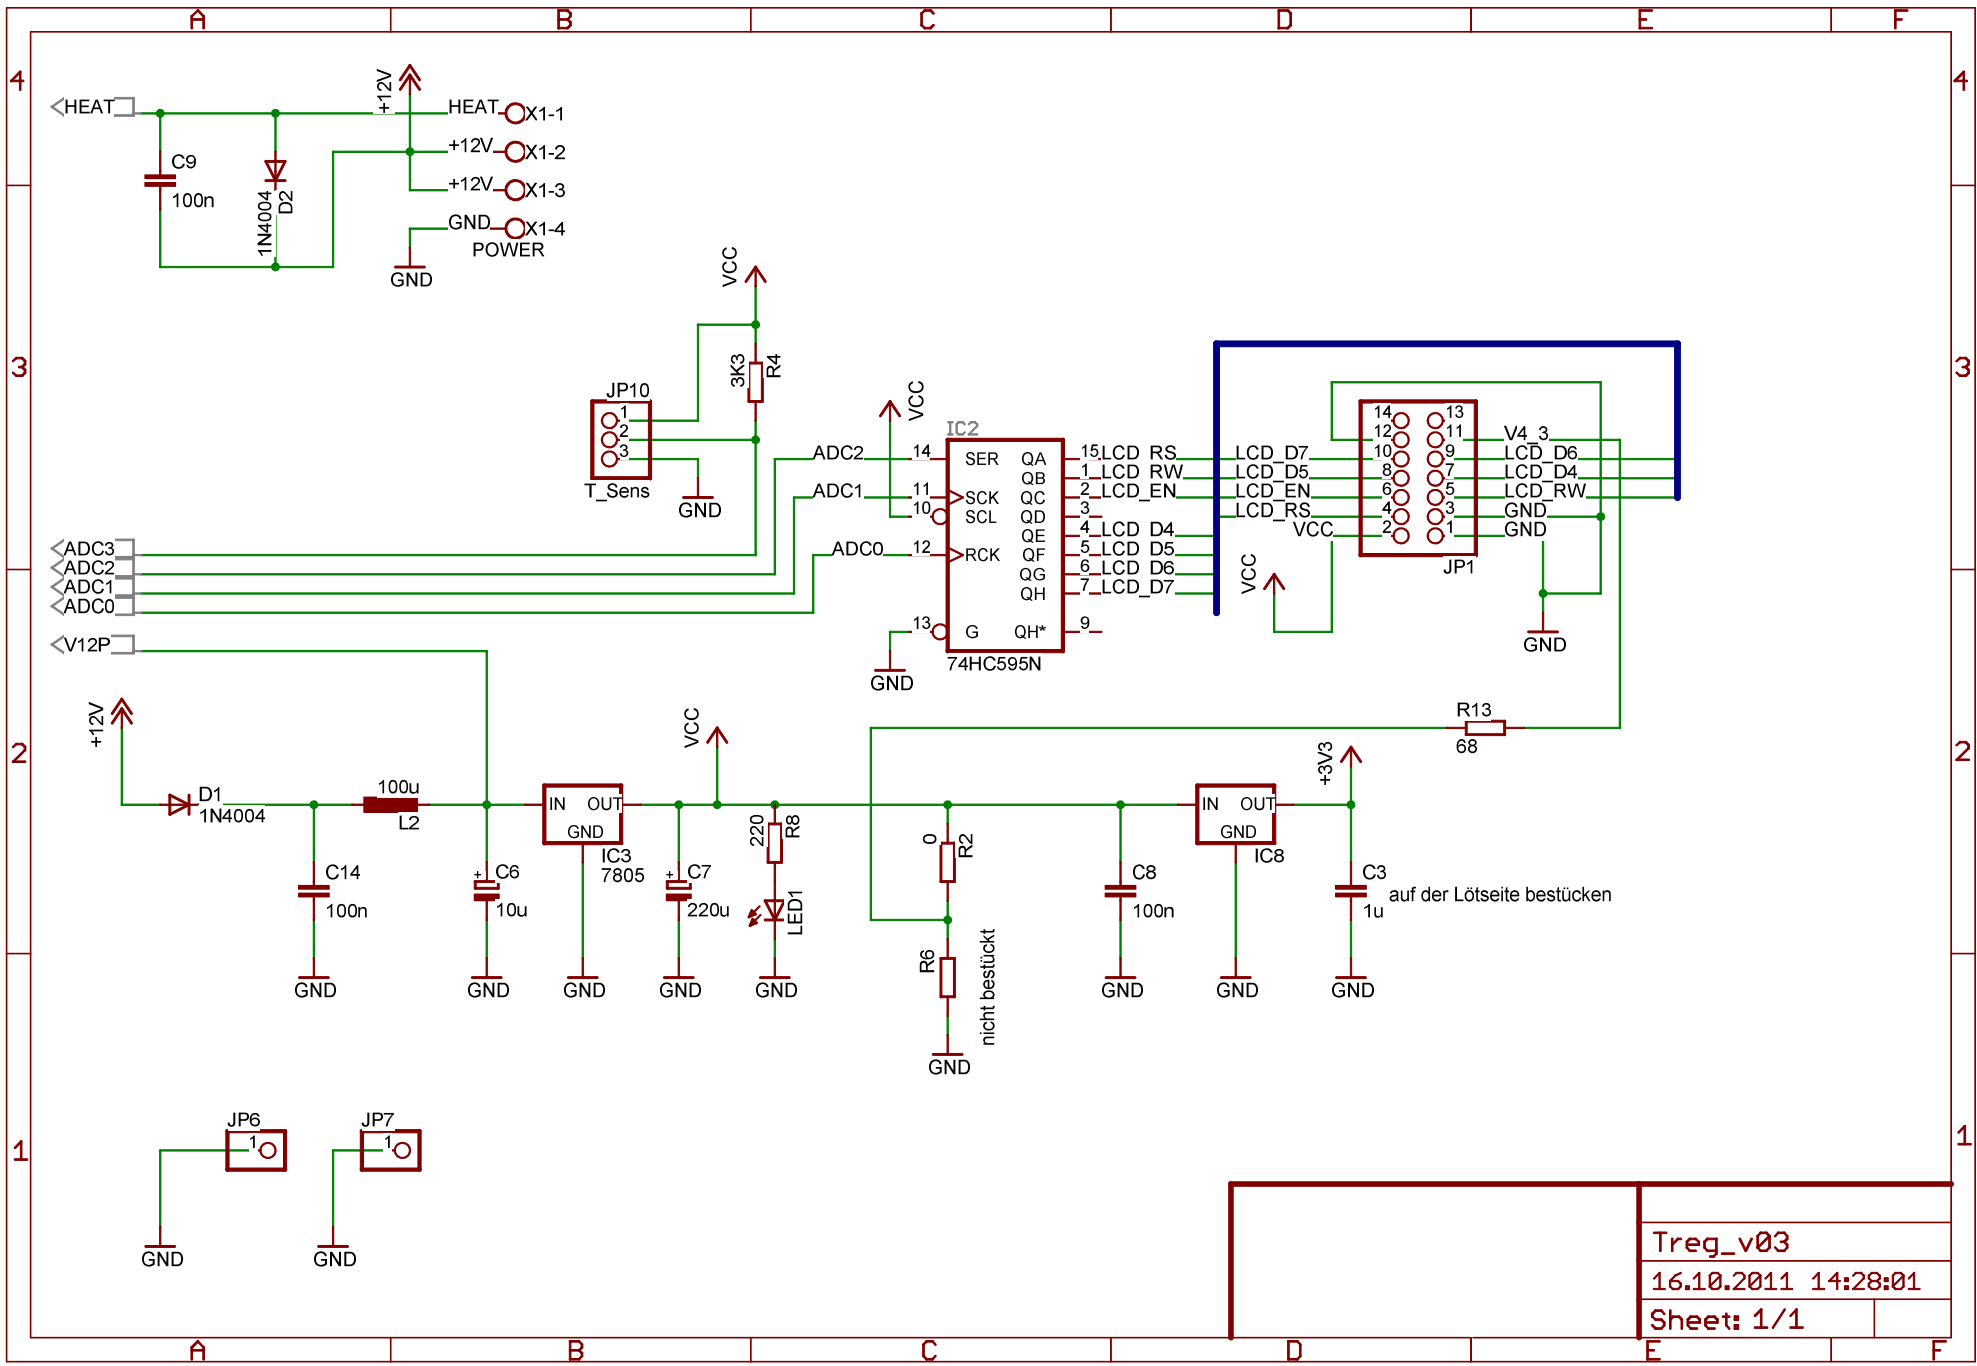 A B C D E F
4 4
HEAT
+12V
HEAT X1-1
+12V X1-2
+12V X1-3
GND X1-4
POWER
GND
C9
100n
1N4004
D2
VCC
3 3
3K3
R4
JP10
1
2
3
T_Sens
GND
VCC
IC2
ADC2 14 SER QA 15 LCD_RS
QB 1 LCD_RW
ADC1 11 SCK QC 2 LCD_EN
10 SCL QD 3
QE 4 LCD_D4
ADC0 12 RCK QF 5 LCD_D5
QG 6 LCD_D6
QH 7 LCD_D7
13 G QH* 9
74HC595N
GND
14 13
12 11 V4_3
LCD_D7 10 9 LCD_D6
LCD_D5 8 7 LCD_D4
LCD_EN 6 5 LCD_RW
LCD_RS 4 3 GND
VCC 2 1 GND
JP1
VCC
GND
ADC3
ADC2
ADC1
ADC0
V12P
2 2
+12V
D1
1N4004
100u
L2
C14
100n
GND
C6
+
10u
GND
IN OUT
GND
IC3
7805
GND
VCC
C7
+
220u
GND
220
R8
LED1
GND
0
R2
R6
nicht bestückt
GND
R13
68
C8
100n
GND
IN OUT
GND
IC8
GND
+3V3
C3
1u
auf der Lötseite bestücken
GND
1 1
JP6
1
GND
JP7
1
GND
Treg_v03
16.10.2011 14:28:01
Sheet: 1/1
A B C D E F